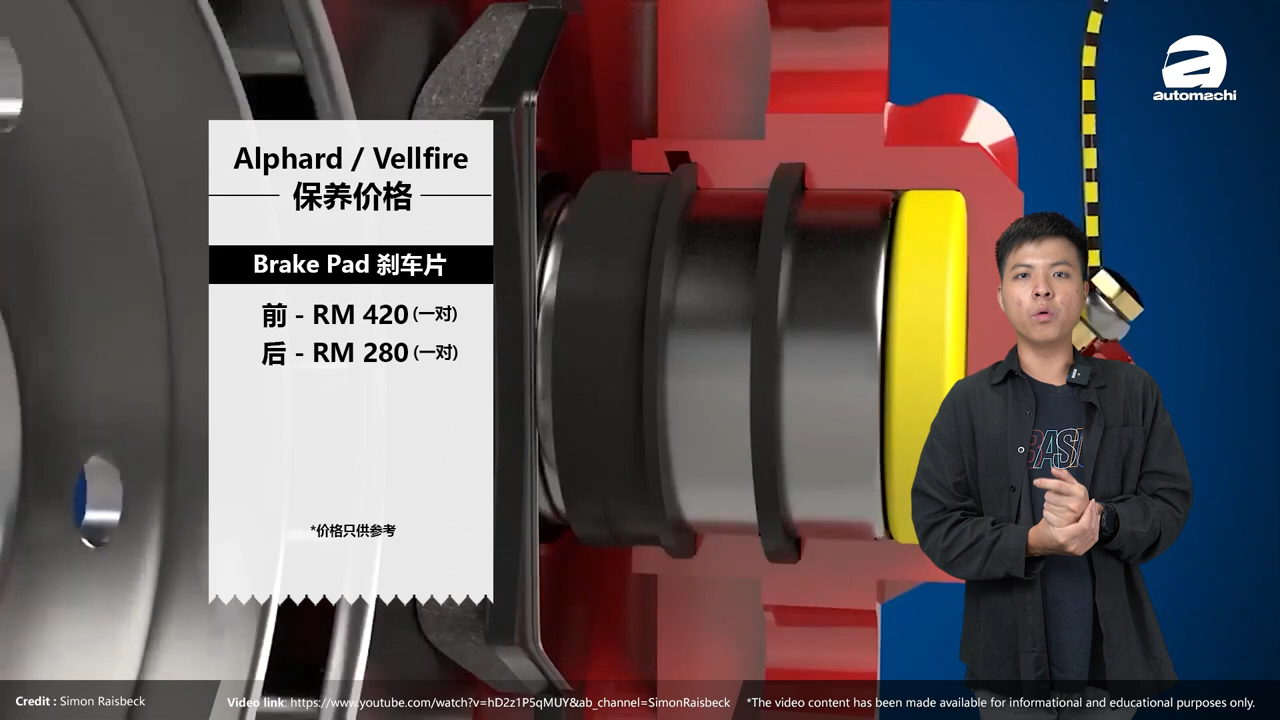 automachi
Alphard / Vellfire
保养价格
Brake Pad 刹车片
前 - RM 420 (一对)
后 - RM 280 (一对)
*价格只供参考
BASI
Credit : Simon Raisbeck
Video link: https://www.youtube.com/watch?v=hD2z1P5qMUY&ab_channel=SimonRaisbeck
*The video content has been made available for informational and educational purposes only.